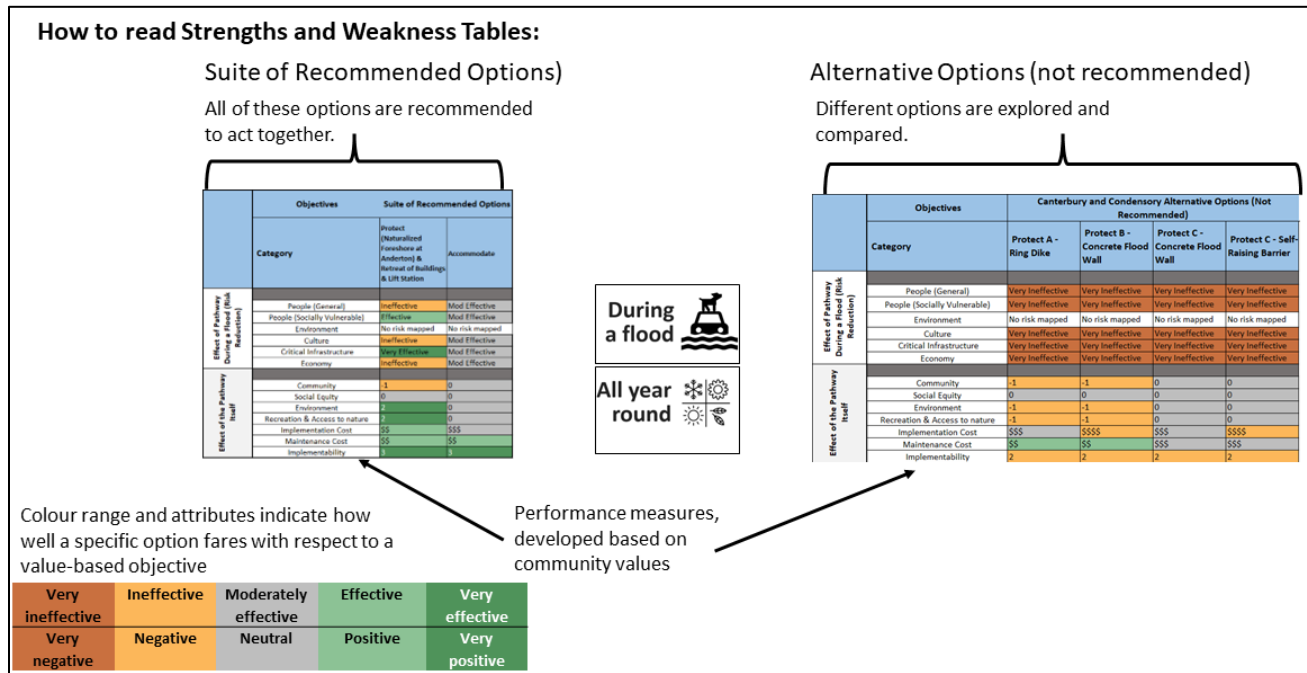 How to read Strengths and Weakness Tables:
Suite of Recommended Options)
All of these options are recommended
to act together.
Alternative Options (not recommended)
Different options are explored and
compared.
Objectives Suite of Recommended Options
Category
Protect
(Naturalized
Foreshore at
Anderton) &
Retreat of Buildings
& Lift Station
Accommodate
Effect of Pathway
During a Flood (Risk
Reduction)
People (General) Ineffective Mod Effective
People (Socially Vulnerable) Effective Mod Effective
Environment No risk mapped No risk mapped
Culture Ineffective Mod Effective
Critical Infrastructure Very Effective Mod Effective
Economy Ineffective Mod Effective
Effect of the Pathway
Itself
Community -1 0
Social Equity 0 0
Environment 2 0
Recreation & Access to nature 2 0
Implementation Cost $$ $$$
Maintenance Cost $$ $$
Implementability 3 3
During
a flood
All year
round
Objectives
Canterbury and Condensory Alternative Options (Not
Recommended)
Category
Protect A -
Ring Dike
Protect B -
Concrete Flood
Wall
Protect C -
Concrete Flood
Wall
Protect C - Self-
Raising Barrier
Effect of Pathway
During a Flood (Risk
Reduction)
People (General) Very Ineffective Very Ineffective Very Ineffective Very Ineffective
People (Socially Vulnerable) Very Ineffective Very Ineffective Very Ineffective Very Ineffective
Environment No risk mapped No risk mapped No risk mapped No risk mapped
Culture Very Ineffective Very Ineffective Very Ineffective Very Ineffective
Critical Infrastructure Very Ineffective Very Ineffective Very Ineffective Very Ineffective
Economy Very Ineffective Very Ineffective Very Ineffective Very Ineffective
Effect of the Pathway
Itself
Community -1 -1 0 0
Social Equity 0 0 0 0
Environment -1 -1 0 0
Recreation & Access to nature -1 -1 0 0
Implementation Cost $$$ $$$$ $$$ $$$$
Maintenance Cost $$ $$ $$$ $$$
Implementability 2 2 2 2
Colour range and attributes indicate how
well a specific option fares with respect to a
value-based objective
Performance measures,
developed based on
community values
Very
ineffective
Ineffective
Moderately
effective
Effective
Very
effective
Very
negative
Negative
Neutral
Positive
Very
positive